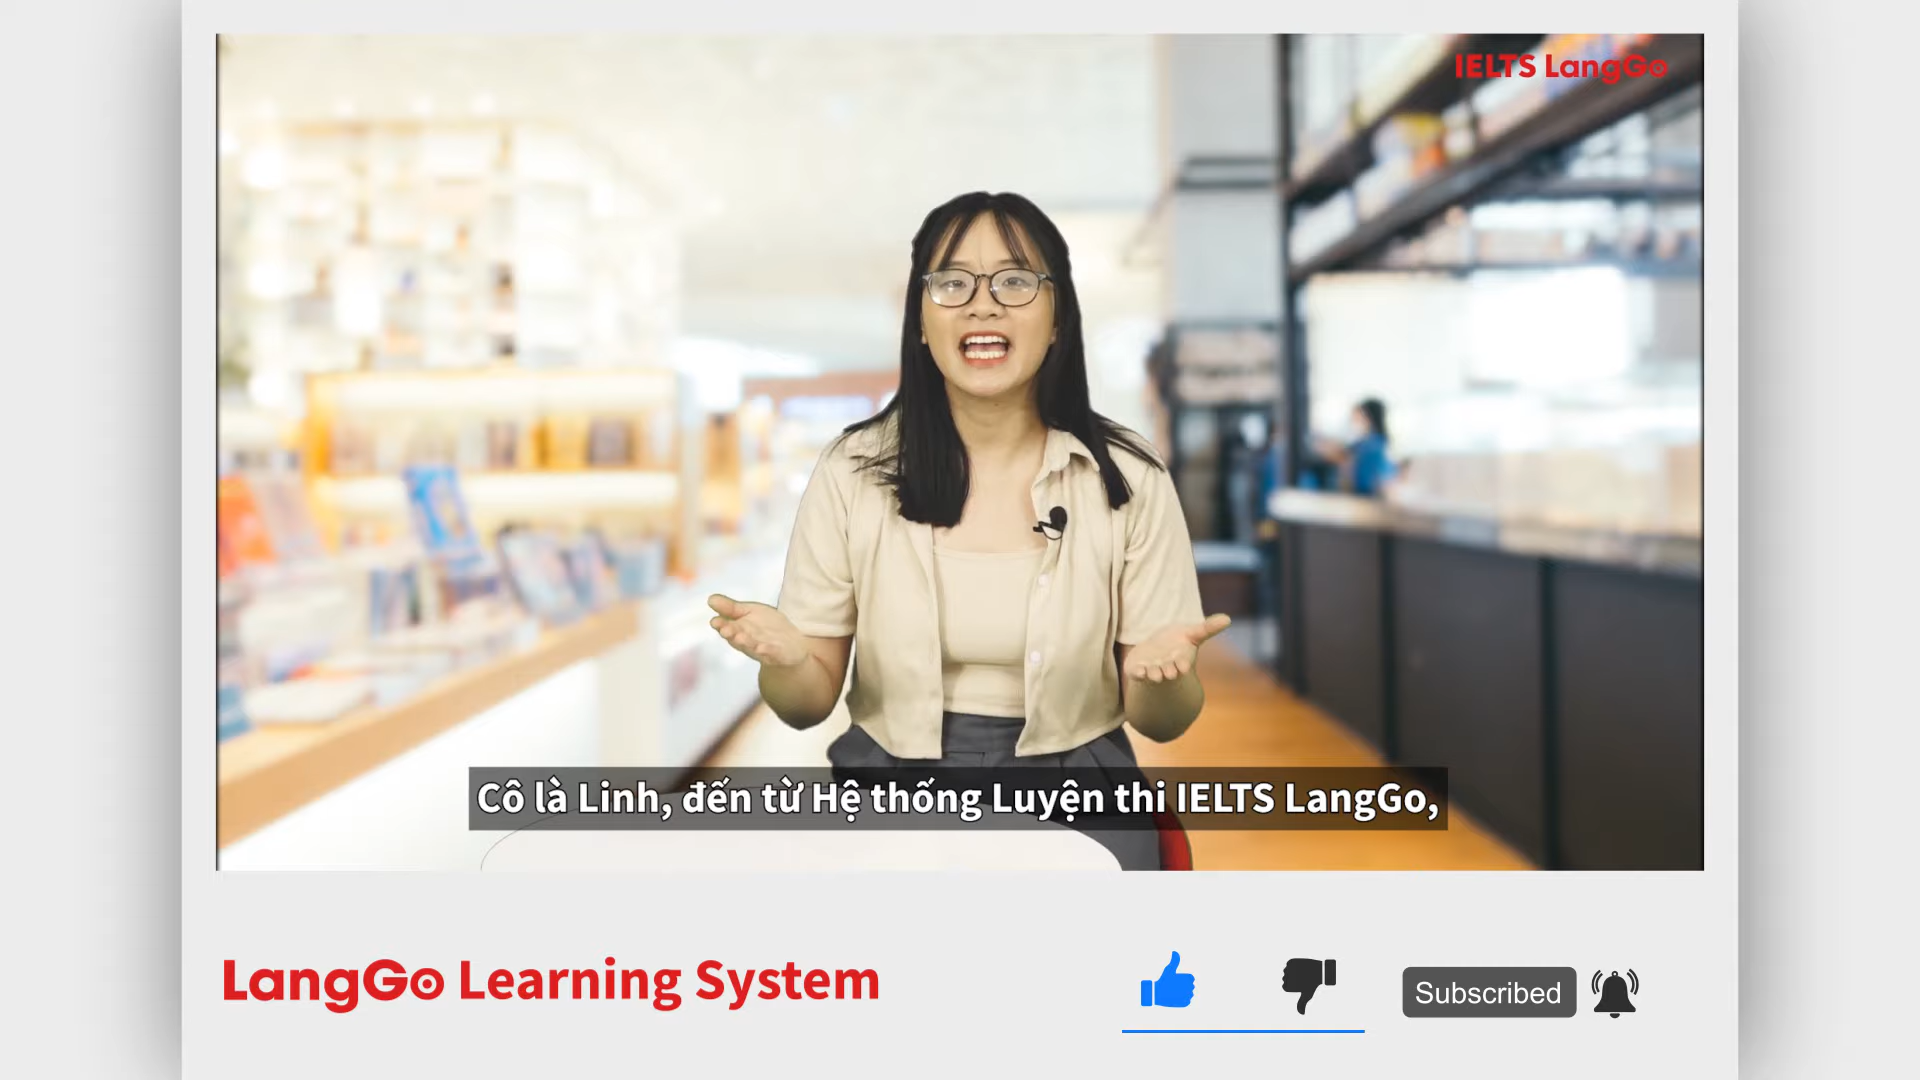 IELTS LangGo
Cô là Linh, đến từ Hệ thống Luyện thi IELTS LangGo,
LangGo Learning System
Subscribed